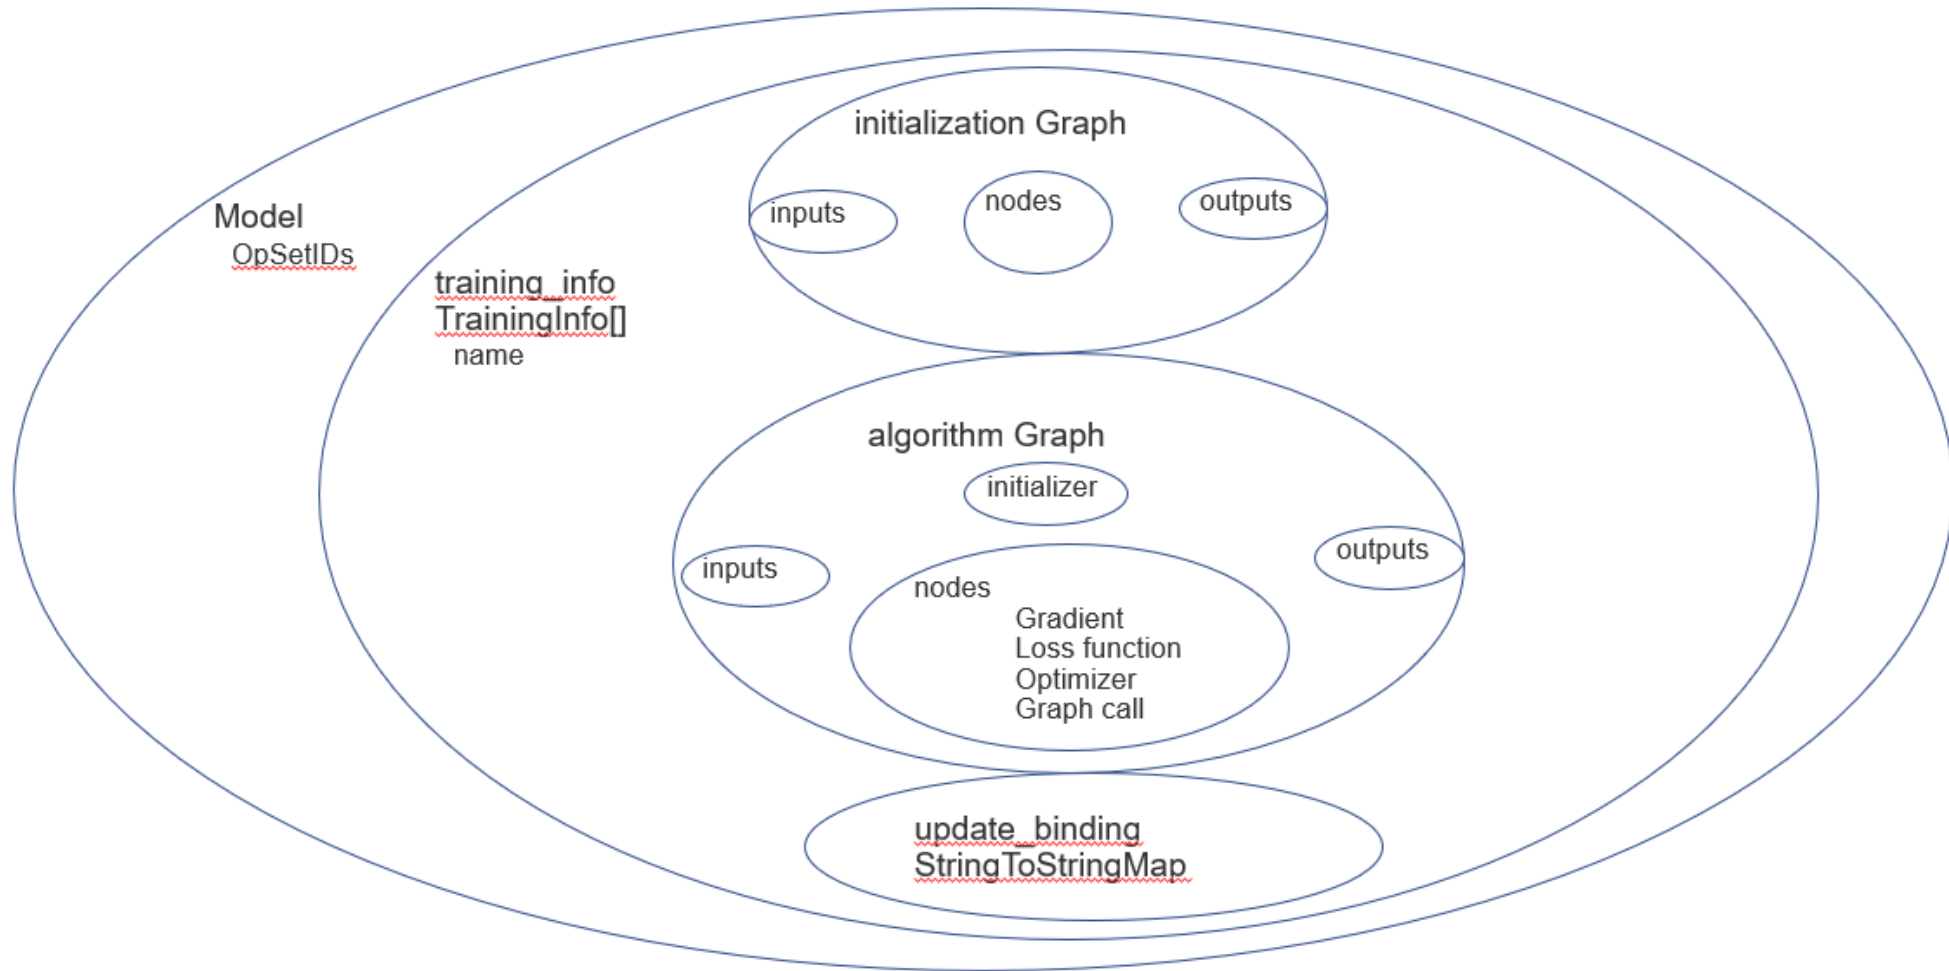 initialization Graph
inputs
nodes
outputs
Model
OpSetIDs
training_info
TrainingInfo[]
name
algorithm Graph
initializer
inputs
outputs
nodes
Gradient
Loss function
Optimizer
Graph call
update_binding
StringToStringMap